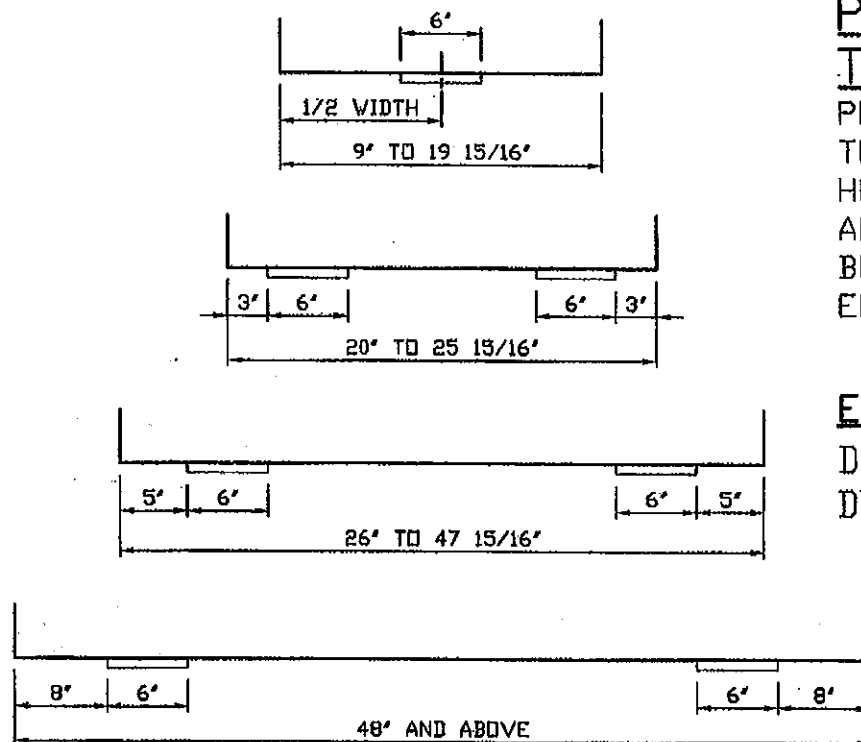 6"
1/2 WIDTH
9" TO 19 15/16"
3" 6" 6" 3"
20" TO 25 15/16"
5" 6" 6" 5"
26" TO 47 15/16"
8" 6" 6" 8"
48" AND ABOVE